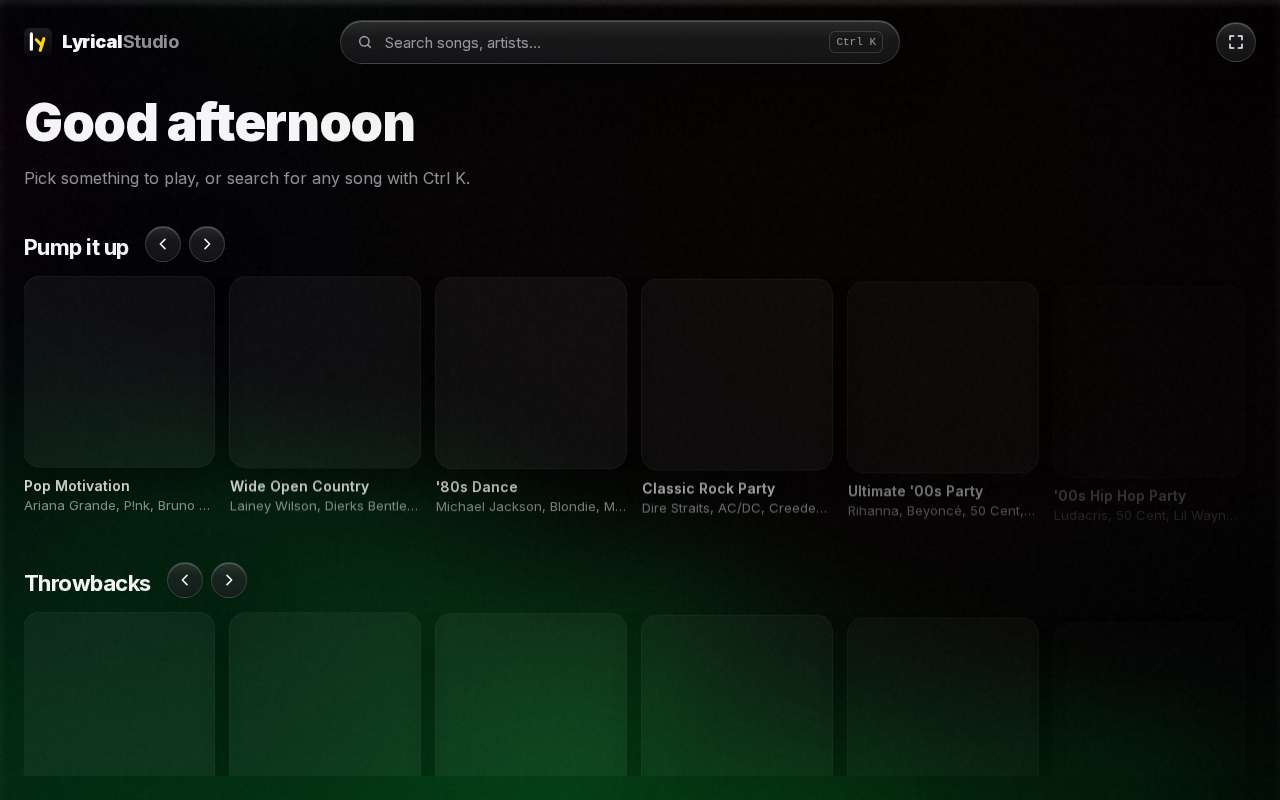 ly LyricalStudio
Search songs, artists...
Ctrl K
Good afternoon
Pick something to play, or search for any song with Ctrl K.
Pump it up
Pop Motivation
Ariana Grande, P!nk, Bruno ...
Wide Open Country
Lainey Wilson, Dierks Bentle...
'80s Dance
Michael Jackson, Blondie, M...
Classic Rock Party
Dire Straits, AC/DC, Creede...
Ultimate '00s Party
Rihanna, Beyoncé, 50 Cent,...
'00s Hip Hop Party
Ludacris, 50 Cent, Lil Wayn...
Throwbacks